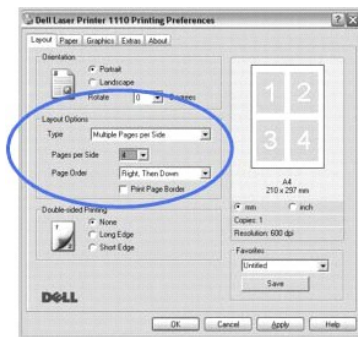 Dell Laser Printer 1110 Printing Preferences
Layout Paper Graphics Extras About
Orientation
Portrait
Landscape
Rotate 0 Degrees
Layout Options
Type Multiple Pages per Side
Pages per Side 4
Page Order Right, Then Down
Print Page Border
Double-sided Printing
None
Long Edge
Short Edge
1 2
3 4
A4
210 x 297 mm
mm inch
Copies: 1
Resolution: 600 dpi
Favorites
Untitled
Save
DELL
OK Cancel Apply Help